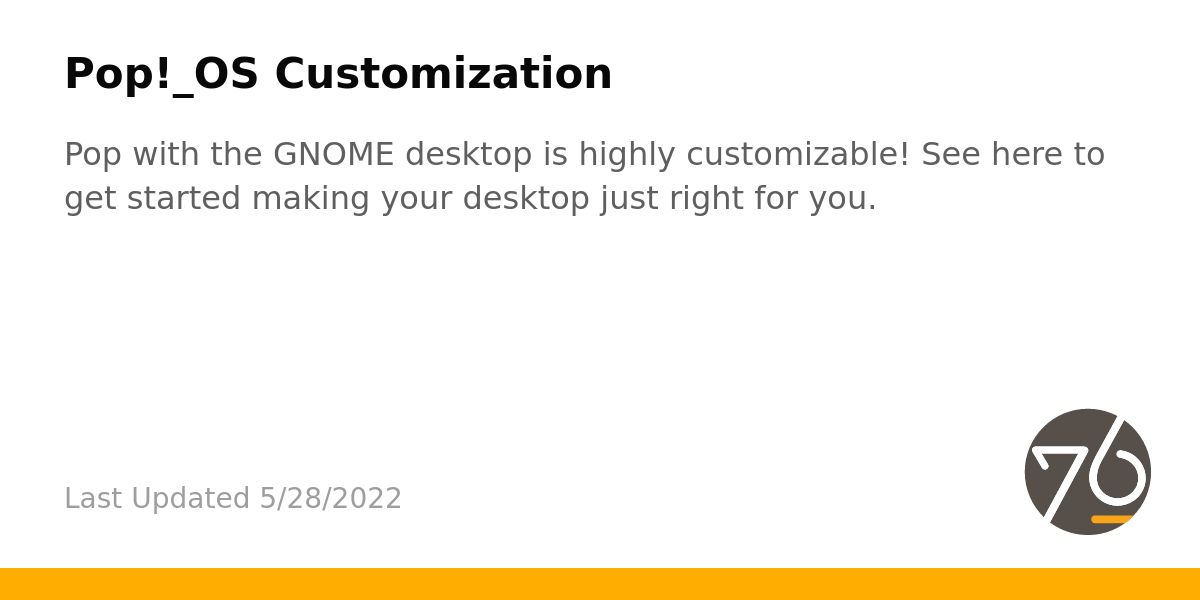 Pop!_OS Customization
Pop with the GNOME desktop is highly customizable! See here to
get started making your desktop just right for you.
Last Updated 5/28/2022
76